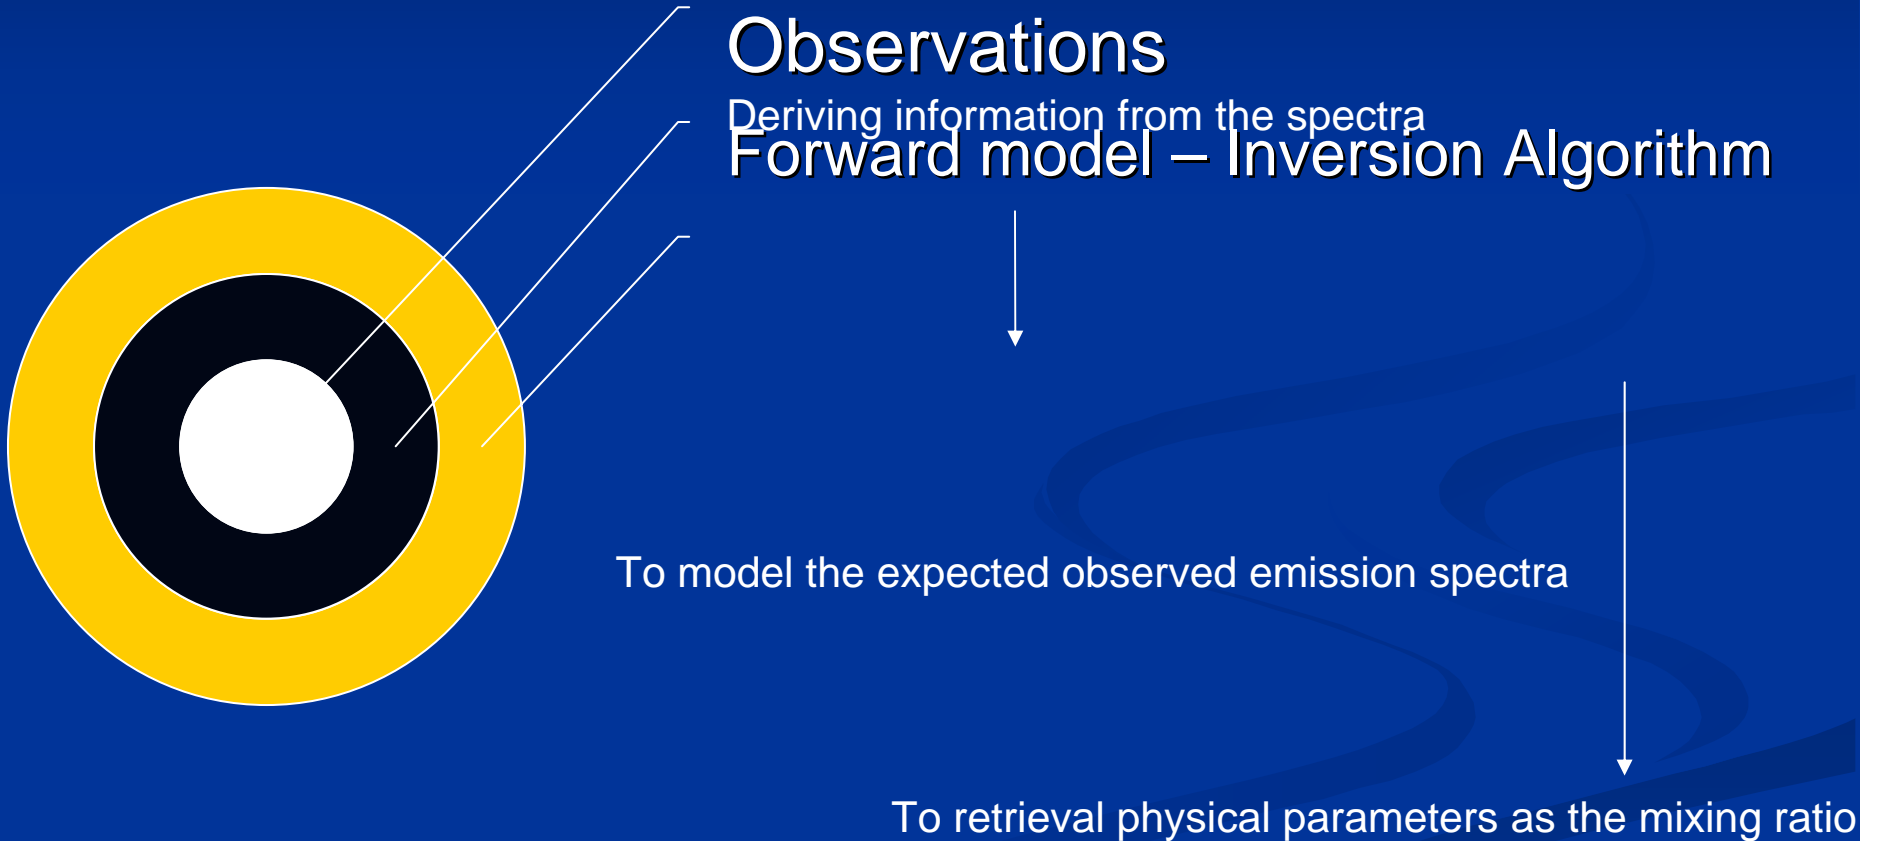 Observations
Deriving information from the spectra
Forward model – Inversion Algorithm
To model the expected observed emission spectra
To retrieval physical parameters as the mixing ratio